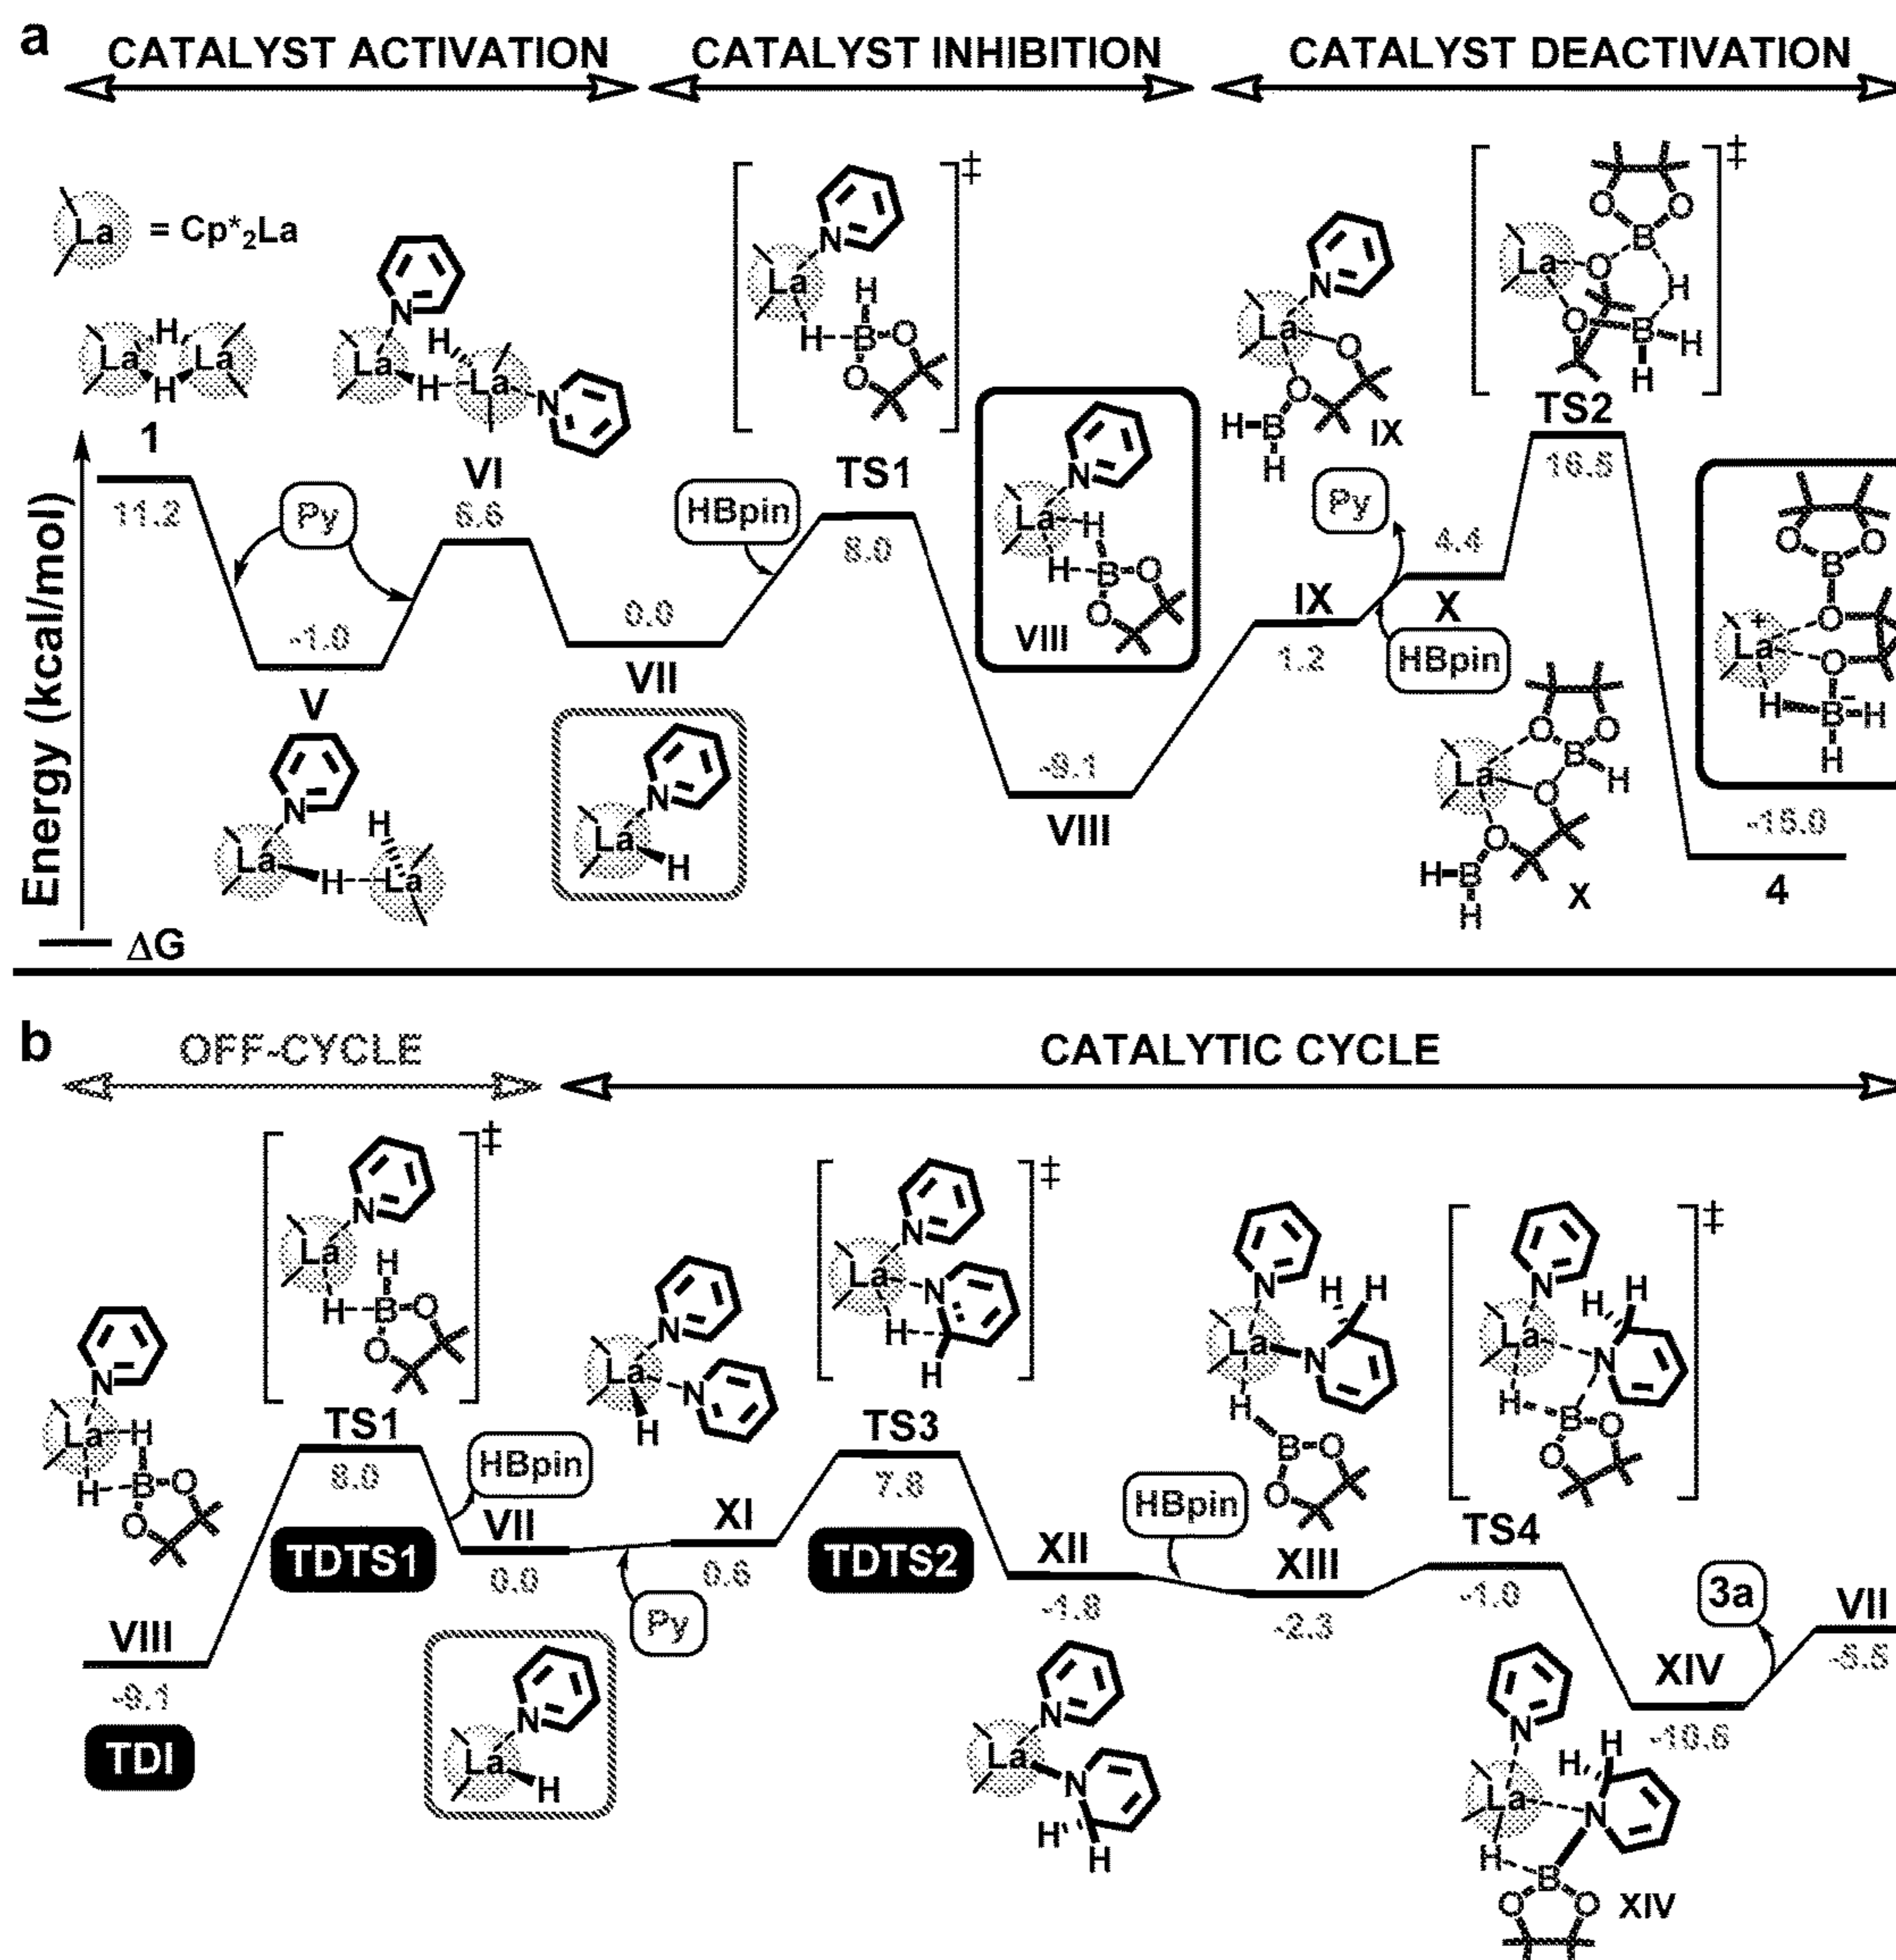 a
CATALYST ACTIVATION CATALYST INHIBITION CATALYST DEACTIVATION
La = Cp*2La
1
11.2
Py
VI
6.6
-1.0
V
0.0
VII
HBpin
TS1
8.0
VIII
-9.1
VIII
IX
IX
1.2
Py
HBpin
4.4
X
X
TS2
16.5
-15.0
4
Energy (kcal/mol)
ΔG
b
OFF-CYCLE CATALYTIC CYCLE
VIII
-9.1
TDI
TS1
8.0
TDTS1
HBpin
VII
0.0
Py
XI
0.6
TS3
7.8
TDTS2
XII
-1.8
HBpin
XIII
-2.3
TS4
-1.0
XIV
-10.6
3a
VII
-5.5
XIV